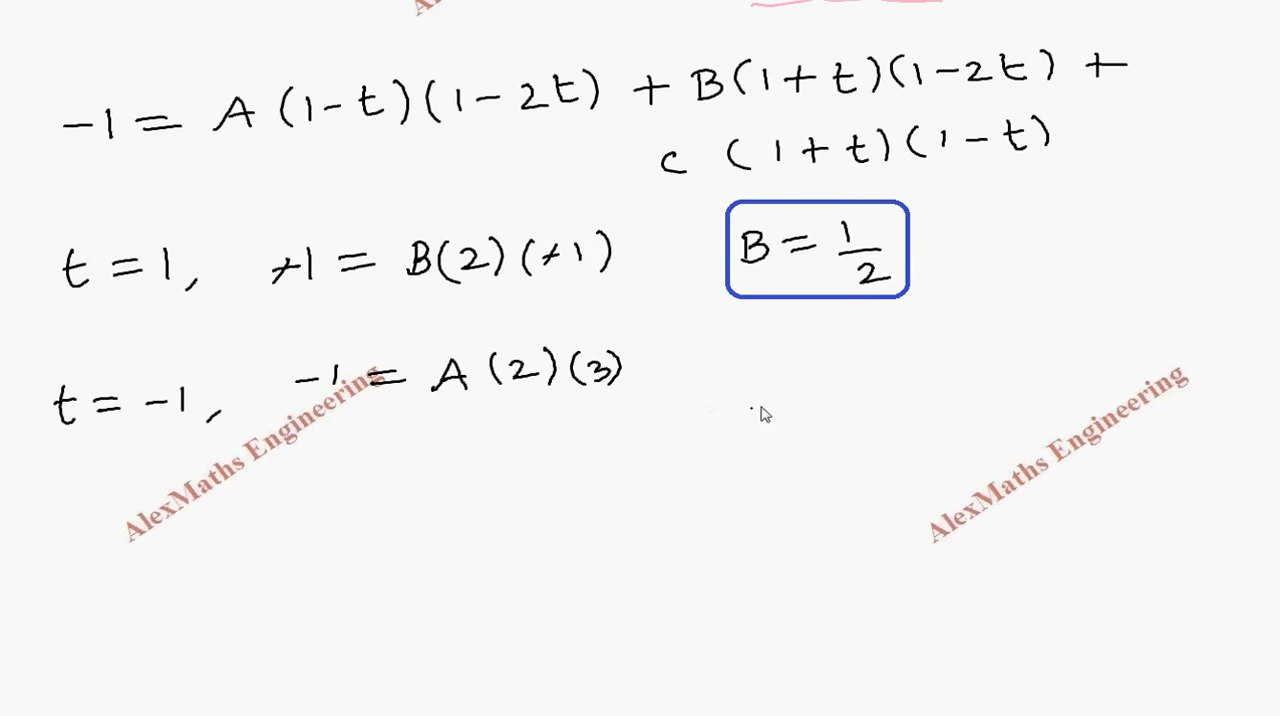 -1 = A (1-t)(1-2t) + B(1+t)(1-2t) +
c (1+t)(1-t)
t = 1, +1 = B(2)(+1) B = 1/2
t = -1, -1 = A (2)(3)
AlexMaths Engineering
AlexMaths Engineering